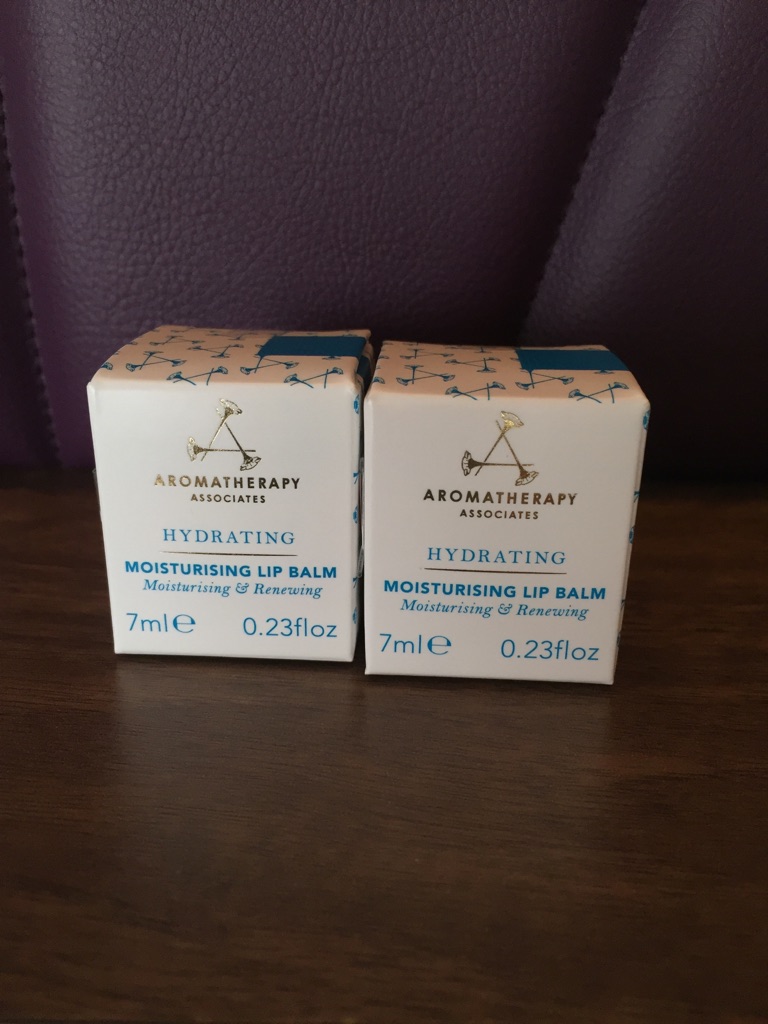 AROMATHERAPY
ASSOCIATES
HYDRATING
MOISTURISING LIP BALM
Moisturising & Renewing
7ml℮ 0.23floz
AROMATHERAPY
ASSOCIATES
HYDRATING
MOISTURISING LIP BALM
Moisturising & Renewing
7ml℮ 0.23floz